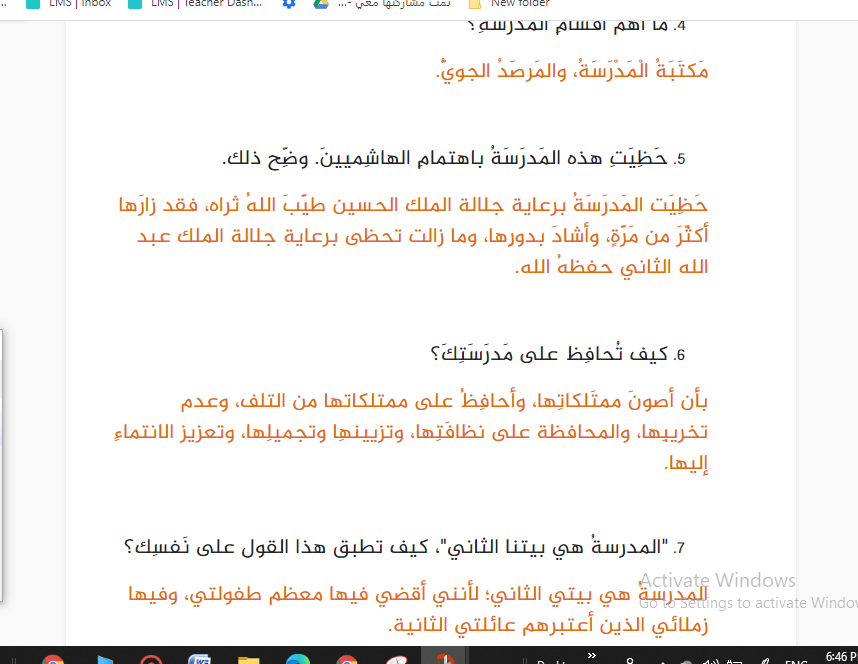 LMS | Inbox
LMS | Teacher Dash...
تمت مشاركتها معي -...
New folder
4. ما أهم أقسام المدرسةِ؟
مَكتَبَةُ الْمَدْرَسَةُ، والمَرصَدُ الجويُّ.
5. حَظِيَتِ هذه المَدرَسَةُ باهتمامِ الهاشِميينَ. وضِّح ذلك.
حَظِيَت المَدرَسَةُ برعاية جلالة الملك الحسين طيّبَ اللهُ ثراه، فقد زارَها
أكثَرَ من مَرّةٍ، وأشادَ بدورها، وما زالت تحظى برعاية جلالة الملك عبد
الله الثاني حفظهُ الله.
6. كيف تُحافِظ على مَدرَسَتِكَ؟
بأن أصونَ ممتَلكاتِها، وأحافِظُ على ممتلكاتها من التلف، وعدم
تخريبِها، والمحافظة على نظافَتِها، وتزيينهِا وتجميلِها، وتعزيز الانتماءِ
إليها.
7. "المدرسةُ هي بيتنا الثاني"، كيف تطبق هذا القول على نَفسِك؟
المدرسةُ هي بيتي الثاني؛ لأنني أقضي فيها معظم طفولتي، وفيها
زملائي الذين أعتبرهم عائلتي الثانية.
Activate Windows
Go to Settings to activate Windo
6:46 P
ENG